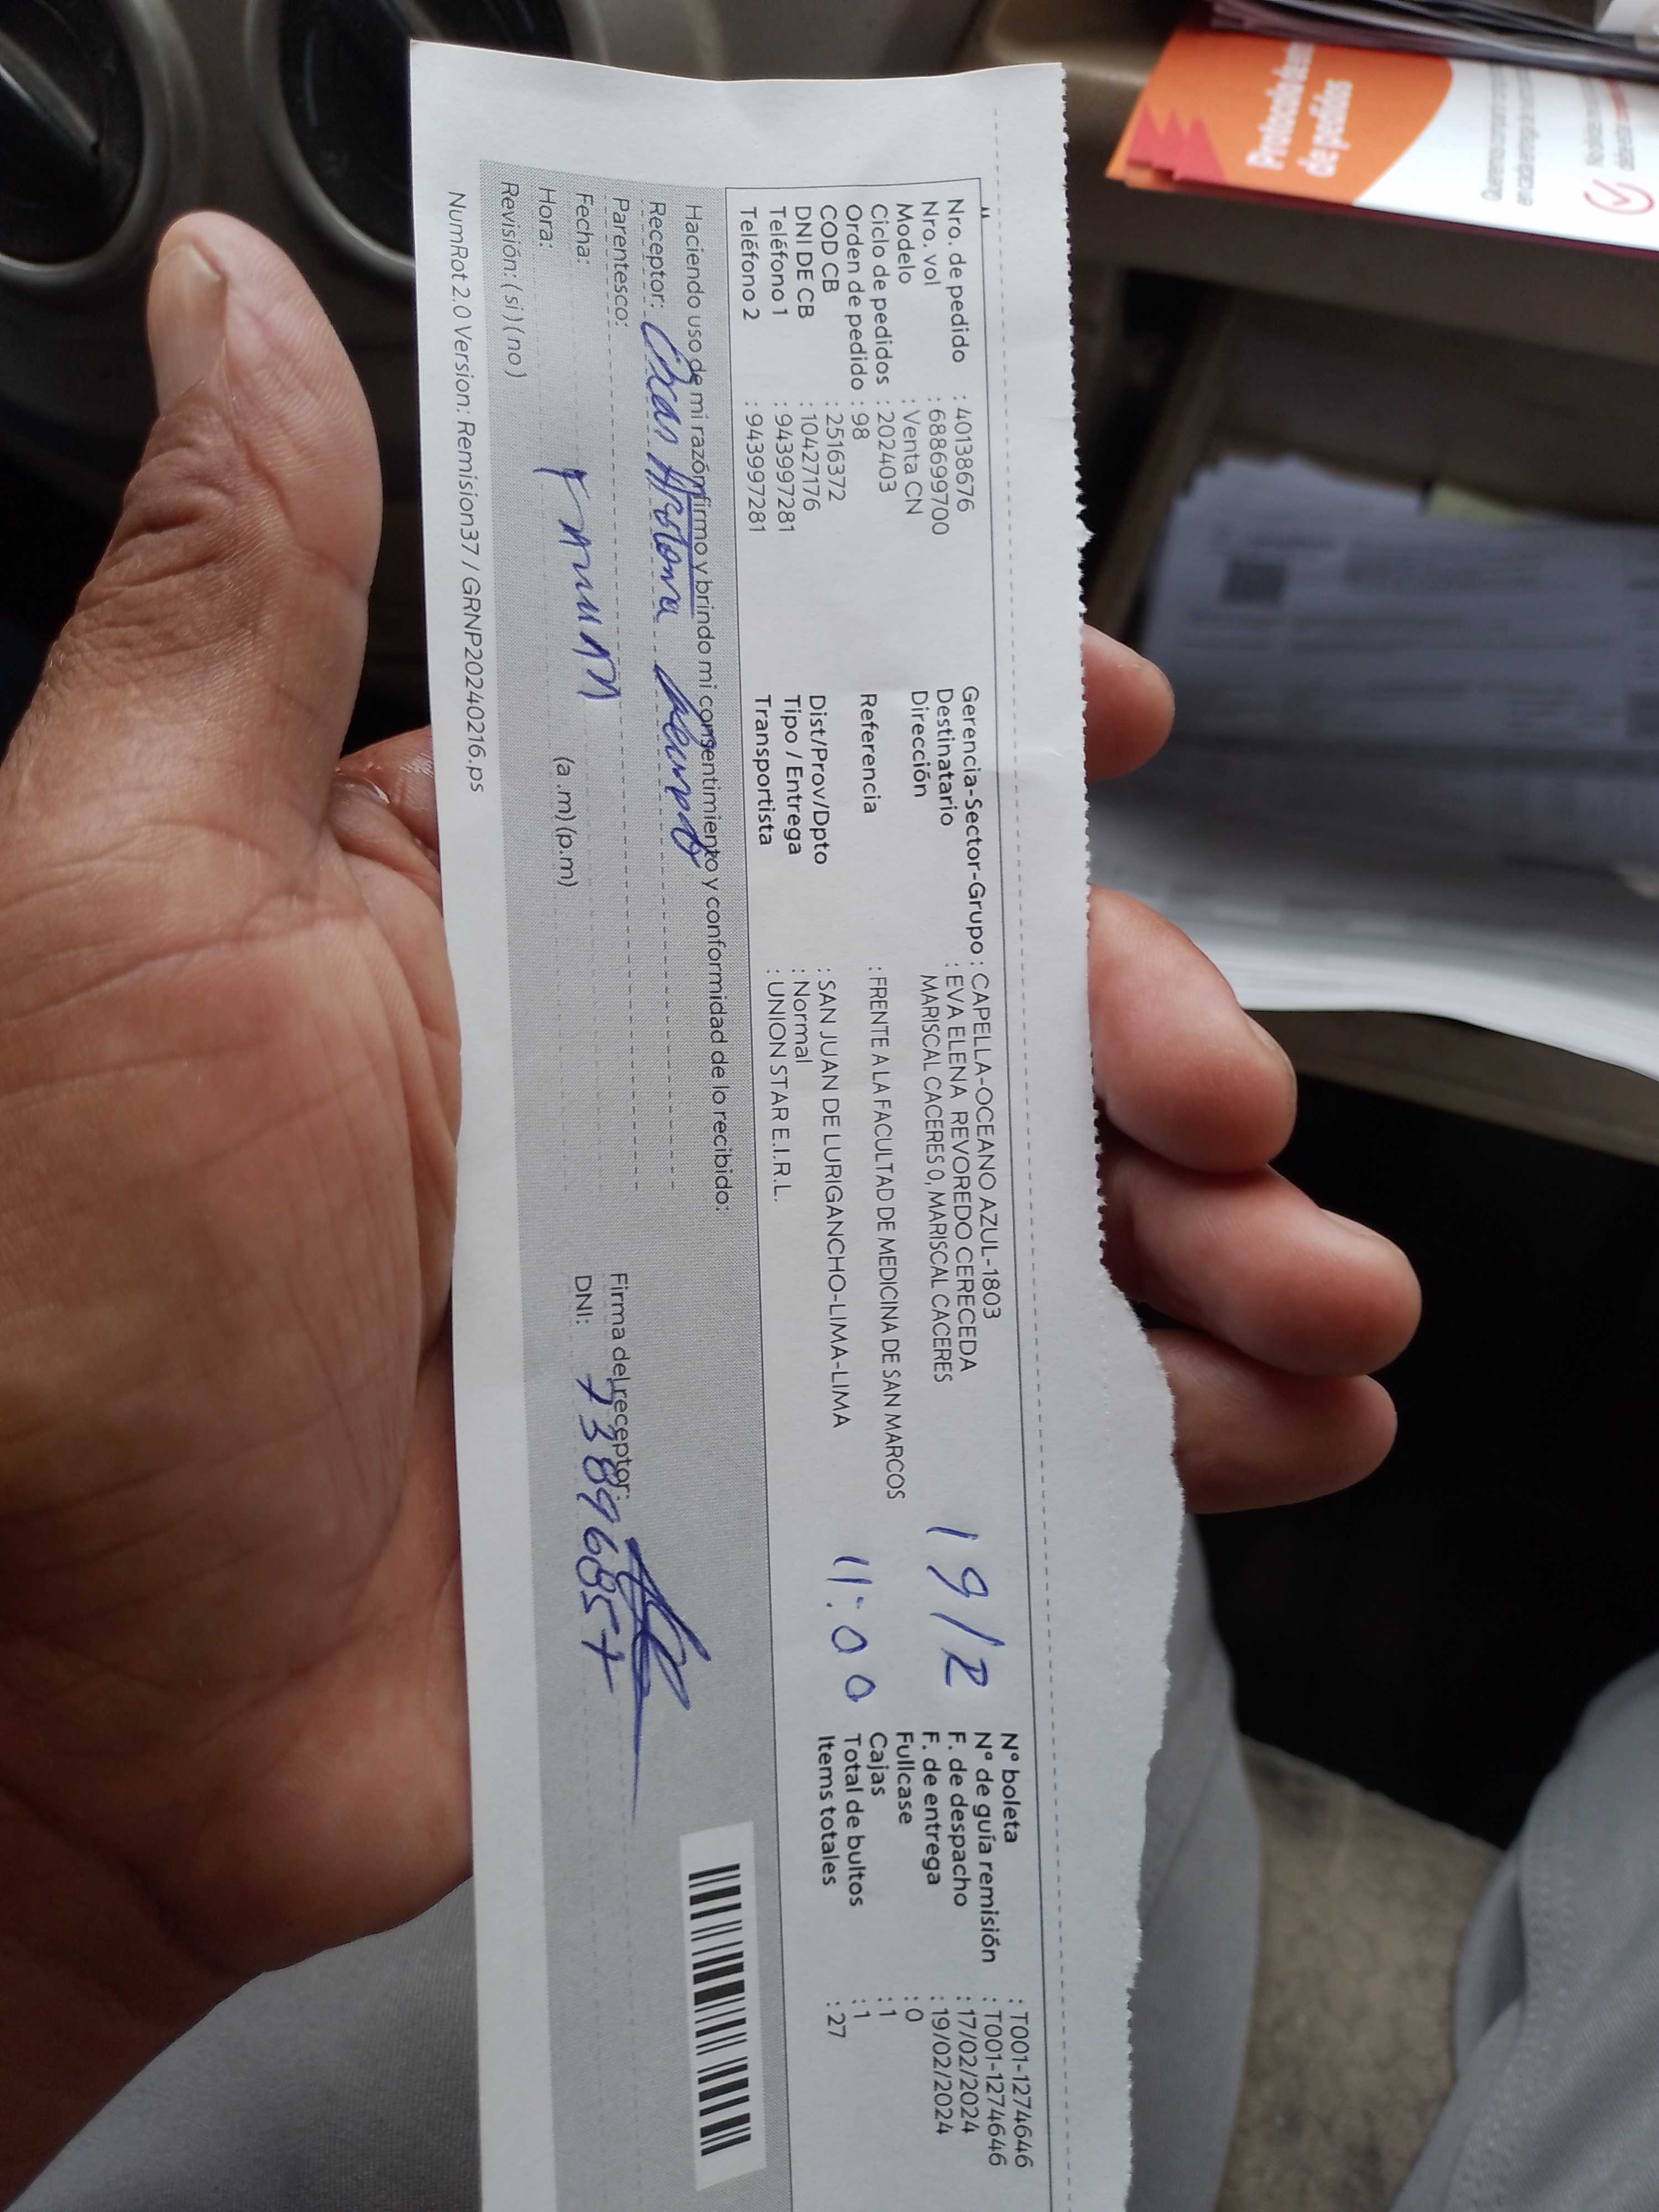 Nro. de pedido : 40138676
Nro. vol : 688699700
Modelo : Venta CN
Ciclo de pedidos : 202403
Orden de pedido : 98
COD CB : 2516372
DNI DE CB : 10427176
Teléfono 1 : 943997281
Teléfono 2 : 943997281
Gerencia-Sector-Grupo : CAPELLA-OCEANO AZUL-1803
Destinatario : EVA ELENA REVOREDO CERECEDA
Dirección MARISCAL CACERES 0, MARISCAL CACERES
Referencia : FRENTE A LA FACULTAD DE MEDICINA DE SAN MARCOS
Dist/Prov/Dpto : SAN JUAN DE LURIGANCHO-LIMA-LIMA
Tipo / Entrega : Normal
Transportista : UNION STAR E.I.R.L.
19/2
11:00
N° boleta : T001-1274646
N° de guía remisión : T001-1274646
F. de despacho : 17/02/2024
F. de entrega : 19/02/2024
Fullcase : 0
Cajas : 1
Total de bultos : 1
Items totales : 27
Haciendo uso de mi razón firmo y brindo mi consentimiento y conformidad de lo recibido:
Receptor:
Parentesco:
Fecha:
Hora: (a.m) (p.m)
Revisión: (si) (no)
Firma del receptor:
DNI:
NumRot 2.0 Version: Remision37 / GRNP20240216.ps